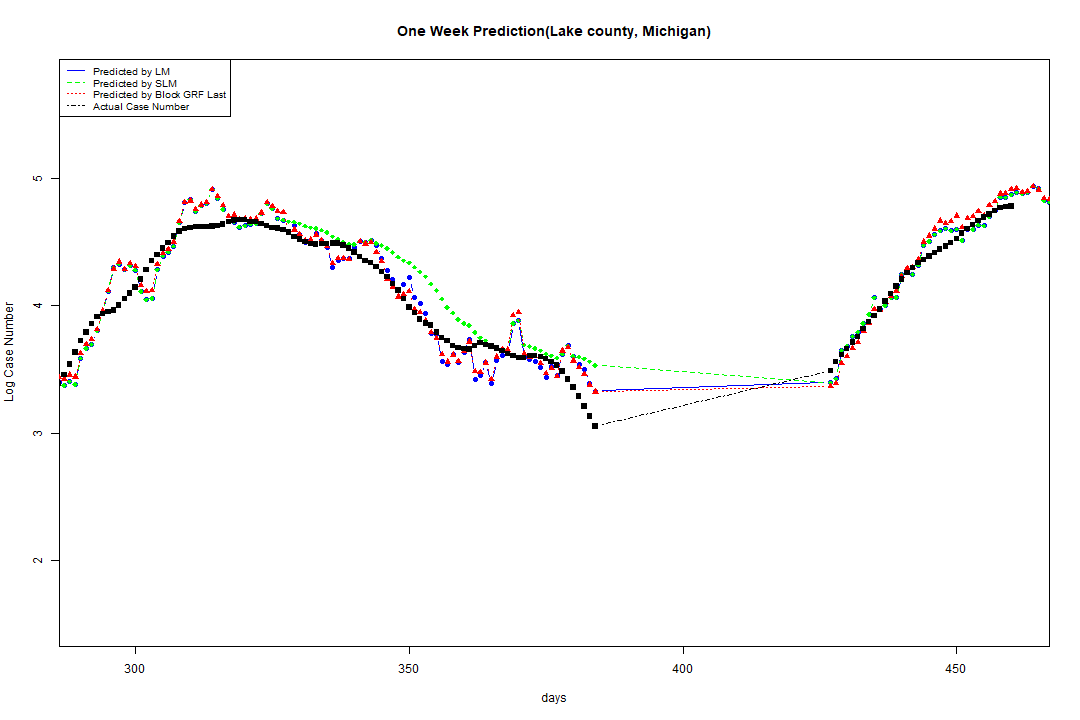 One Week Prediction(Lake county, Michigan)
Predicted by LM
Predicted by SLM
Predicted by Block GRF Last
Actual Case Number
5
4
3
2
Log Case Number
300
350
400
450
days